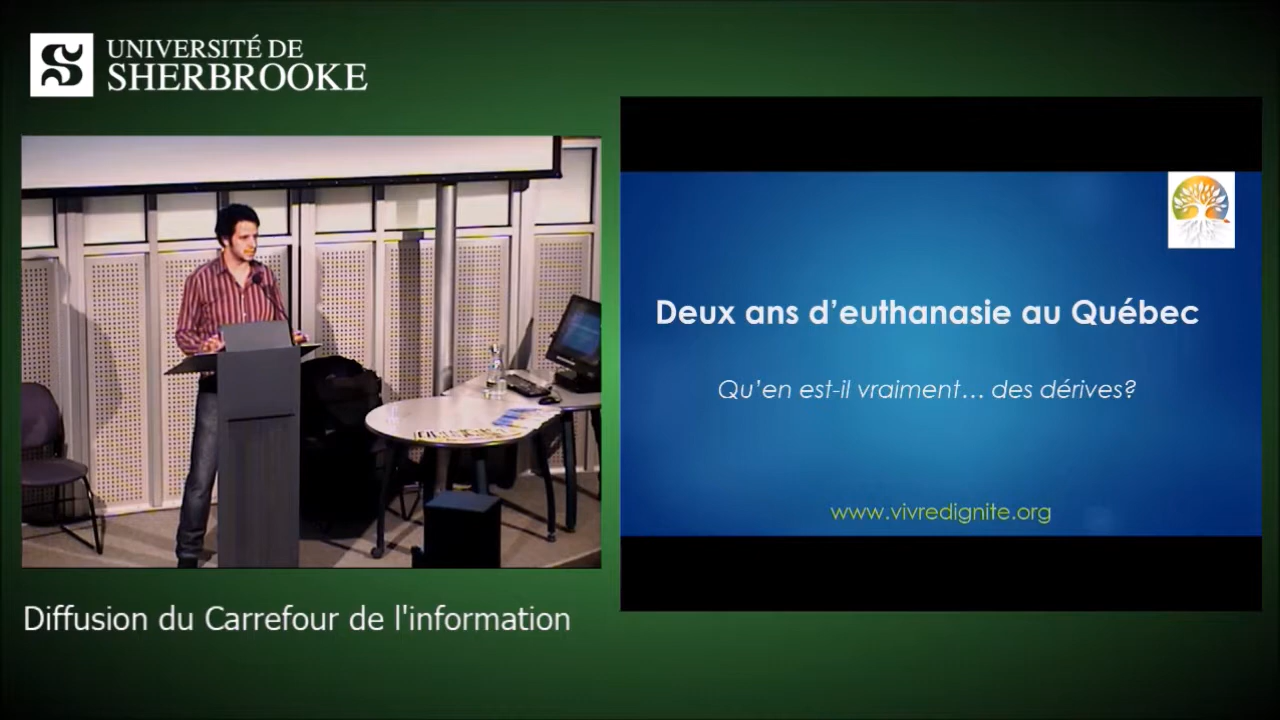 UNIVERSITÉ DE
SHERBROOKE
Deux ans d’euthanasie au Québec
Qu’en est-il vraiment… des dérives?
www.vivredignite.org
Diffusion du Carrefour de l'information